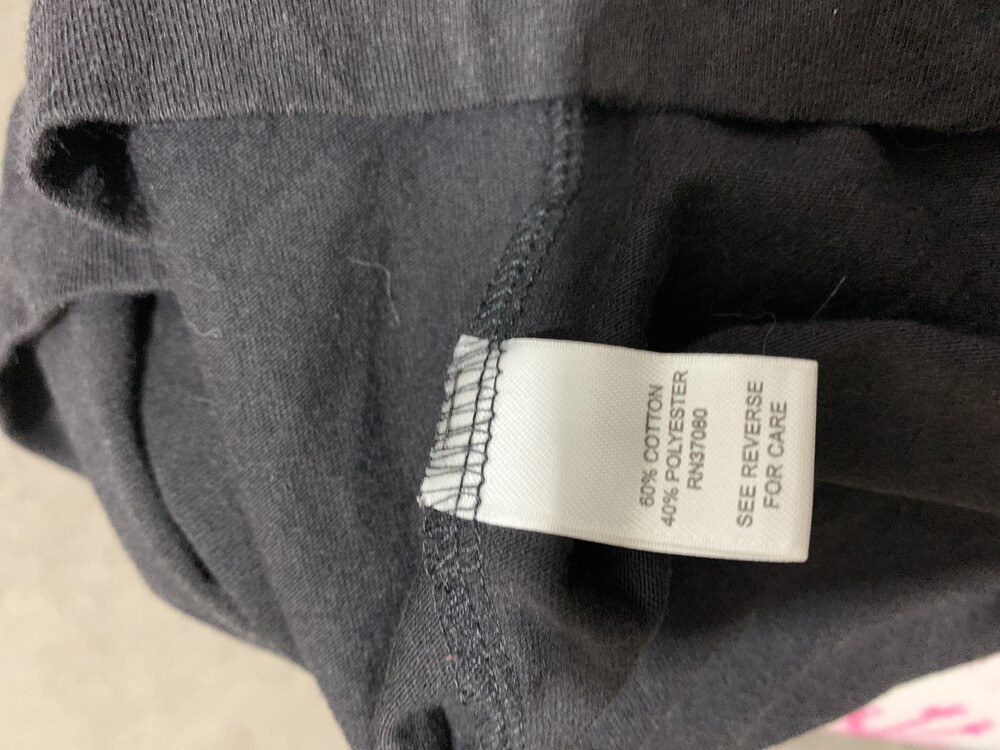 60% COTTON
40% POLYESTER
RN37080
SEE REVERSE
FOR CARE